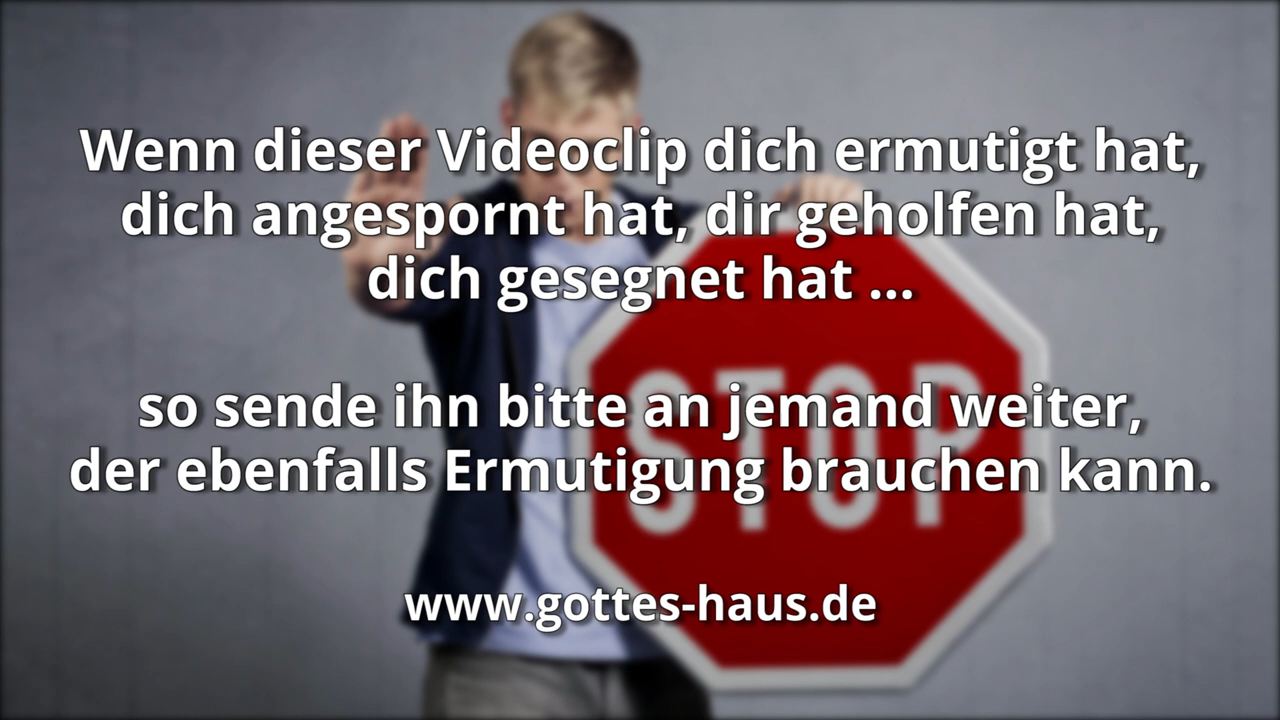 Wenn dieser Videoclip dich ermutigt hat,
dich angespornt hat, dir geholfen hat,
dich gesegnet hat ...
so sende ihn bitte an jemand weiter,
der ebenfalls Ermutigung brauchen kann.
STOP
www.gottes-haus.de